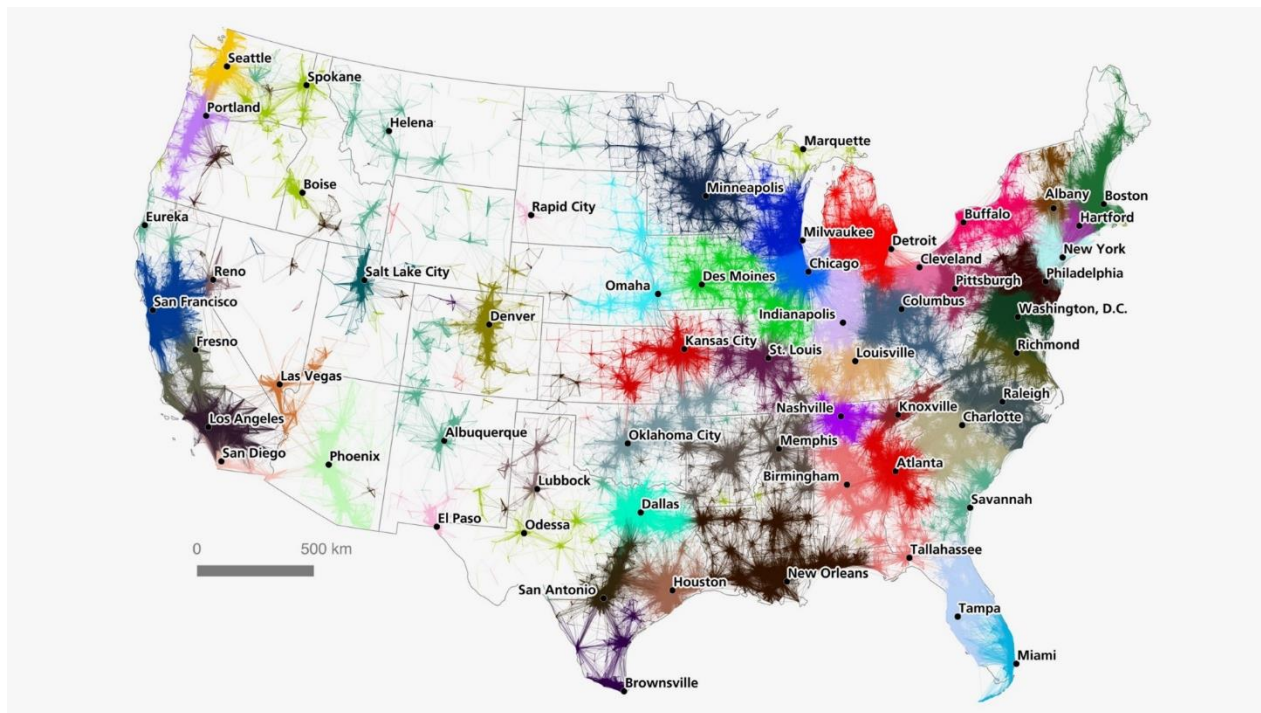 Seattle
Spokane
Portland
Helena
Marquette
Boise
Minneapolis
Rapid City
Albany
Boston
Eureka
Buffalo
Hartford
Milwaukee
Detroit
New York
Reno
Salt Lake City
Chicago
Cleveland
Des Moines
Pittsburgh
Philadelphia
San Francisco
Omaha
Columbus
Denver
Indianapolis
Washington, D.C.
Fresno
Kansas City
St. Louis
Louisville
Richmond
Las Vegas
Raleigh
Los Angeles
Nashville
Knoxville
Charlotte
Albuquerque
Oklahoma City
Memphis
San Diego
Phoenix
Atlanta
Birmingham
Lubbock
Dallas
Savannah
El Paso
Odessa
0
500 km
Tallahassee
San Antonio
Houston
New Orleans
Tampa
Miami
Brownsville